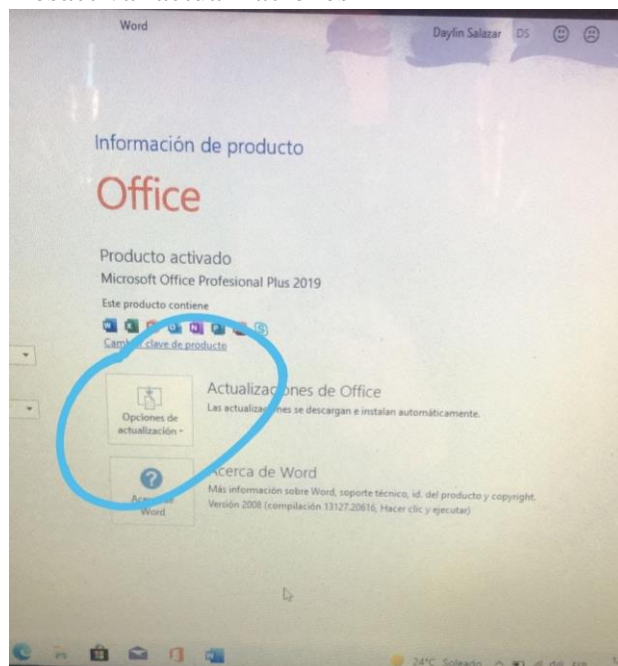 Word
Daylin Salazar DS
Información de producto
Office
Producto activado
Microsoft Office Profesional Plus 2019
Este producto contiene
Cambiar clave de producto
Opciones de
actualización
Actualizaciones de Office
Las actualizaciones se descargan e instalan automáticamente.
Acerca de
Word
Acerca de Word
Más información sobre Word, soporte técnico, id. del producto y copyright.
Versión 2008 (compilación 13127.20616, Hacer clic y ejecutar)
24°C Soleado